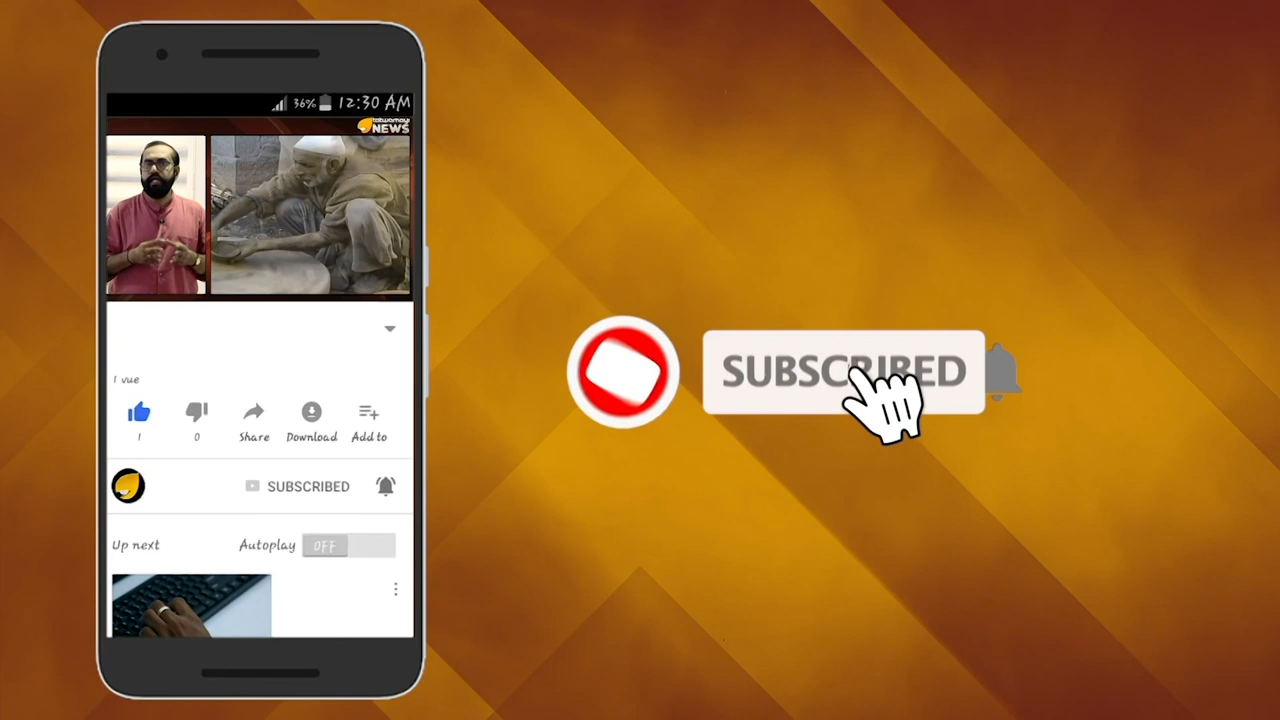 36% 12:30 AM
tatwamayi
NEWS
1 vue
1
0
Share
Download
Add to
SUBSCRIBED
Up next
Autoplay
OFF
SUBSCRIBED